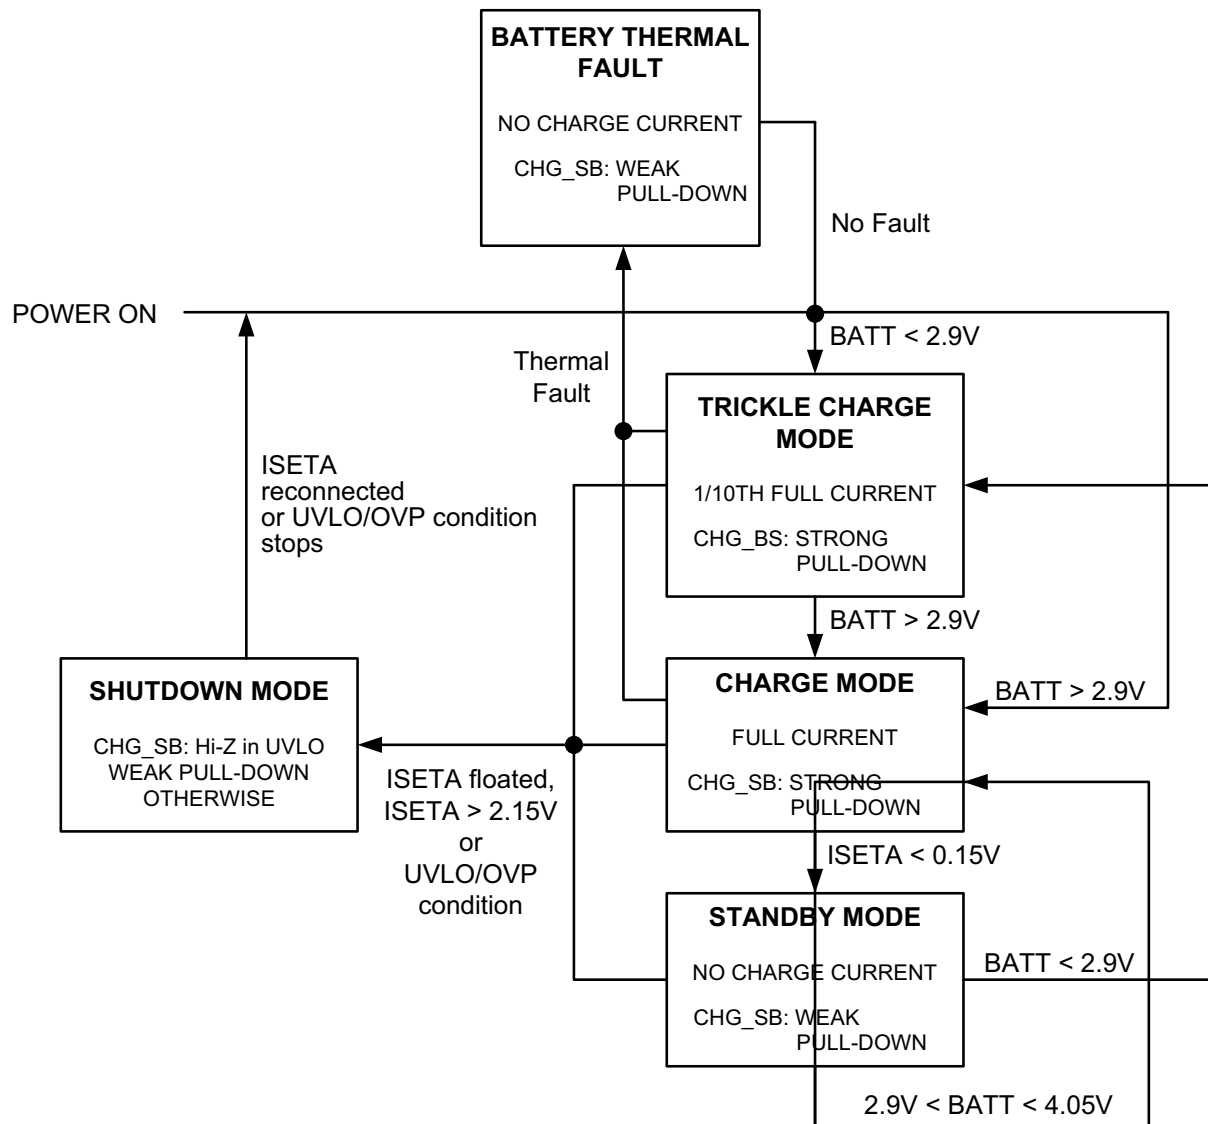 BATTERY THERMAL
FAULT
NO CHARGE CURRENT
CHG_SB: WEAK
PULL-DOWN
No Fault
POWER ON
BATT < 2.9V
Thermal
Fault
TRICKLE CHARGE
MODE
1/10TH FULL CURRENT
CHG_BS: STRONG
PULL-DOWN
ISETA
reconnected
or UVLO/OVP condition
stops
BATT > 2.9V
SHUTDOWN MODE
CHG_SB: Hi-Z in UVLO
WEAK PULL-DOWN
OTHERWISE
CHARGE MODE
FULL CURRENT
CHG_SB: STRONG
PULL-DOWN
BATT > 2.9V
ISETA floated,
ISETA > 2.15V
or
UVLO/OVP
condition
ISETA < 0.15V
STANDBY MODE
NO CHARGE CURRENT
CHG_SB: WEAK
PULL-DOWN
BATT < 2.9V
2.9V < BATT < 4.05V